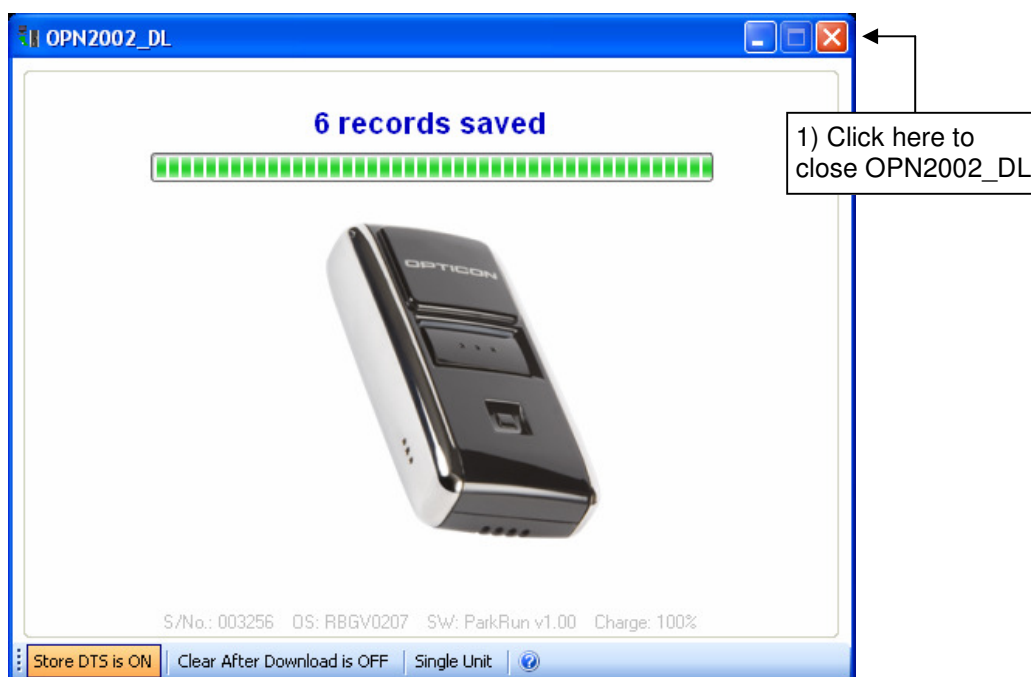 OPN2002_DL
6 records saved
1) Click here to
close OPN2002_DL
OPTICON
S/No.: 003256 OS: RBGV0207 SW: ParkRun v1.00 Charge: 100%
Store DTS is ON Clear After Download is OFF Single Unit ?